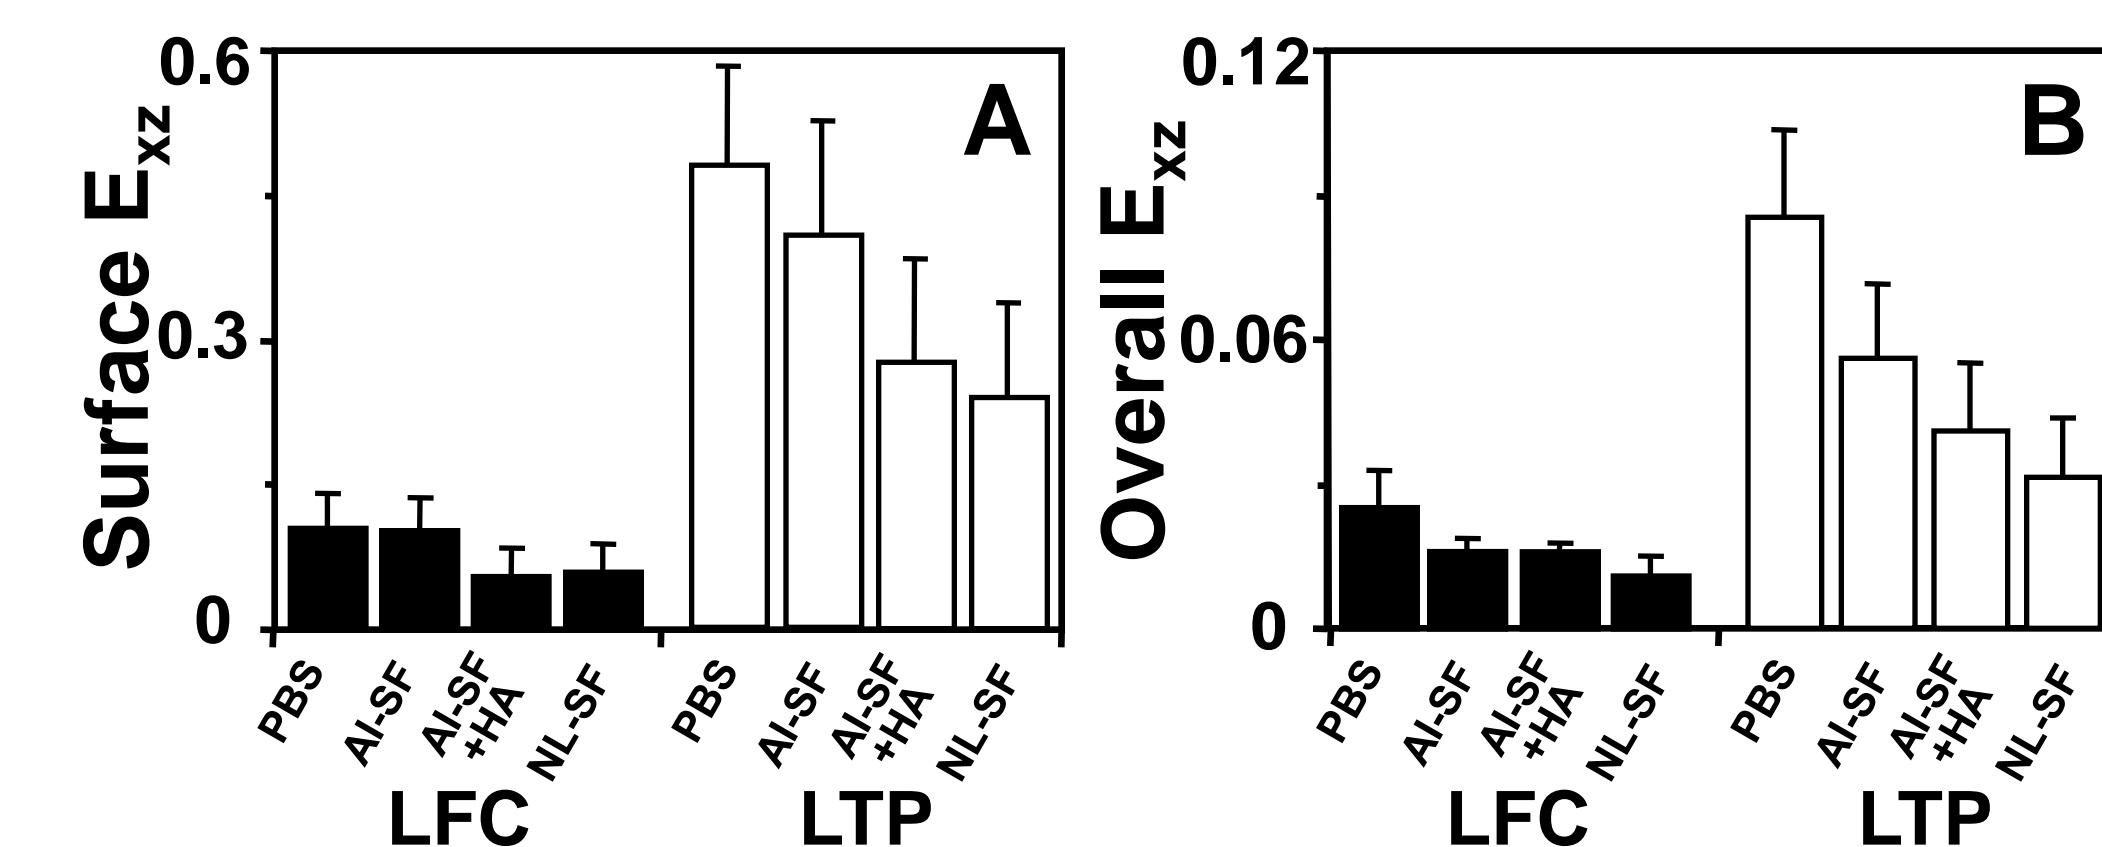 0.6
0.3
0
Surface Exz
A
PBS
AI-SF
AI-SF
+HA
NL-SF
PBS
AI-SF
AI-SF
+HA
NL-SF
LFC
LTP
0.12
0.06
0
Overall Exz
B
PBS
AI-SF
AI-SF
+HA
NL-SF
PBS
AI-SF
AI-SF
+HA
NL-SF
LFC
LTP